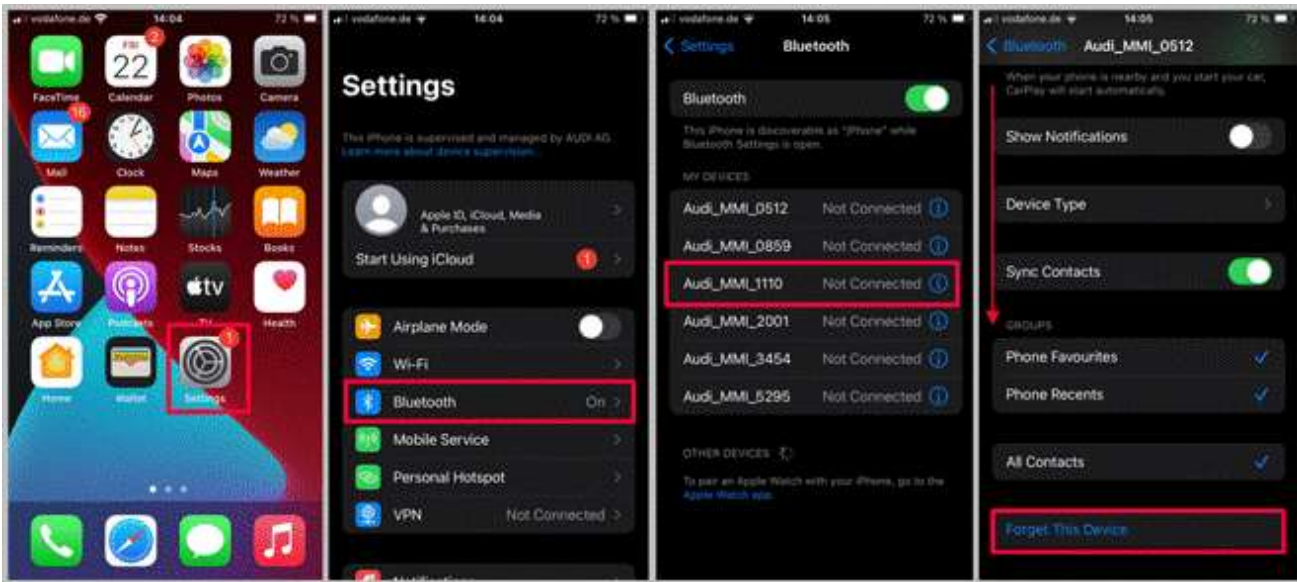 vodafone.de 14:04 72 %
FRI
2
22
FaceTime Calendar Photos Camera
16
Mail Clock Maps Weather
Reminders Notes Stocks Books
tv
App Store Podcasts TV Health
1
Home Wallet Settings
vodafone.de 14:04 72 %
Settings
This iPhone is supervised and managed by AUDI AG.
Learn more about device supervision...
Apple ID, iCloud, Media
& Purchases
Start Using iCloud 1
Airplane Mode
Wi-Fi
Bluetooth On
Mobile Service
Personal Hotspot
VPN Not Connected
Notifications
vodafone.de 14:05 72 %
Settings Bluetooth
Bluetooth
This iPhone is discoverable as "iPhone" while
Bluetooth Settings is open.
MY DEVICES
Audi_MMI_0512 Not Connected
Audi_MMI_0859 Not Connected
Audi_MMI_1110 Not Connected
Audi_MMI_2001 Not Connected
Audi_MMI_3454 Not Connected
Audi_MMI_5295 Not Connected
OTHER DEVICES
To pair an Apple Watch with your iPhone, go to the
Apple Watch app.
vodafone.de 14:05 72 %
Bluetooth Audi_MMI_0512
When your phone is nearby and you start your car,
CarPlay will start automatically.
Show Notifications
Device Type
Sync Contacts
GROUPS
Phone Favourites
Phone Recents
All Contacts
Forget This Device